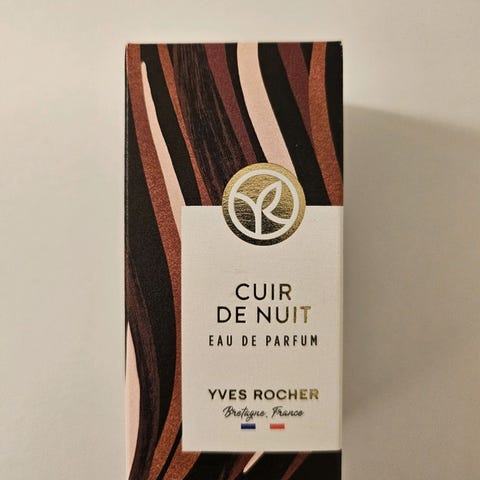 CUIR
DE NUIT
EAU DE PARFUM
YVES ROCHER
Bretagne, France